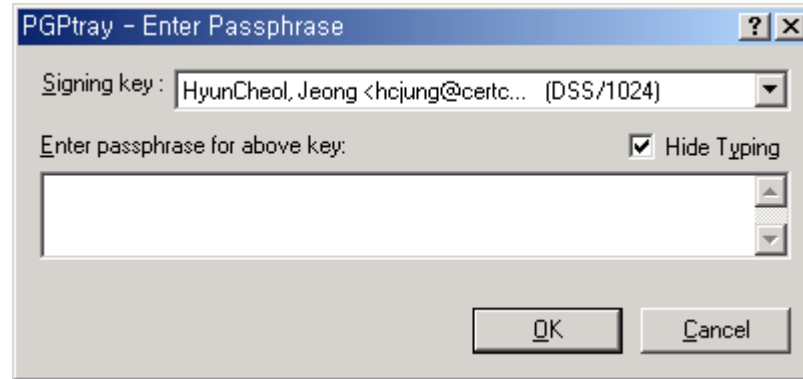 PGPtray - Enter Passphrase
Signing key : HyunCheol, Jeong <hcjung@certc... (DSS/1024)
Enter passphrase for above key: Hide Typing
OK Cancel